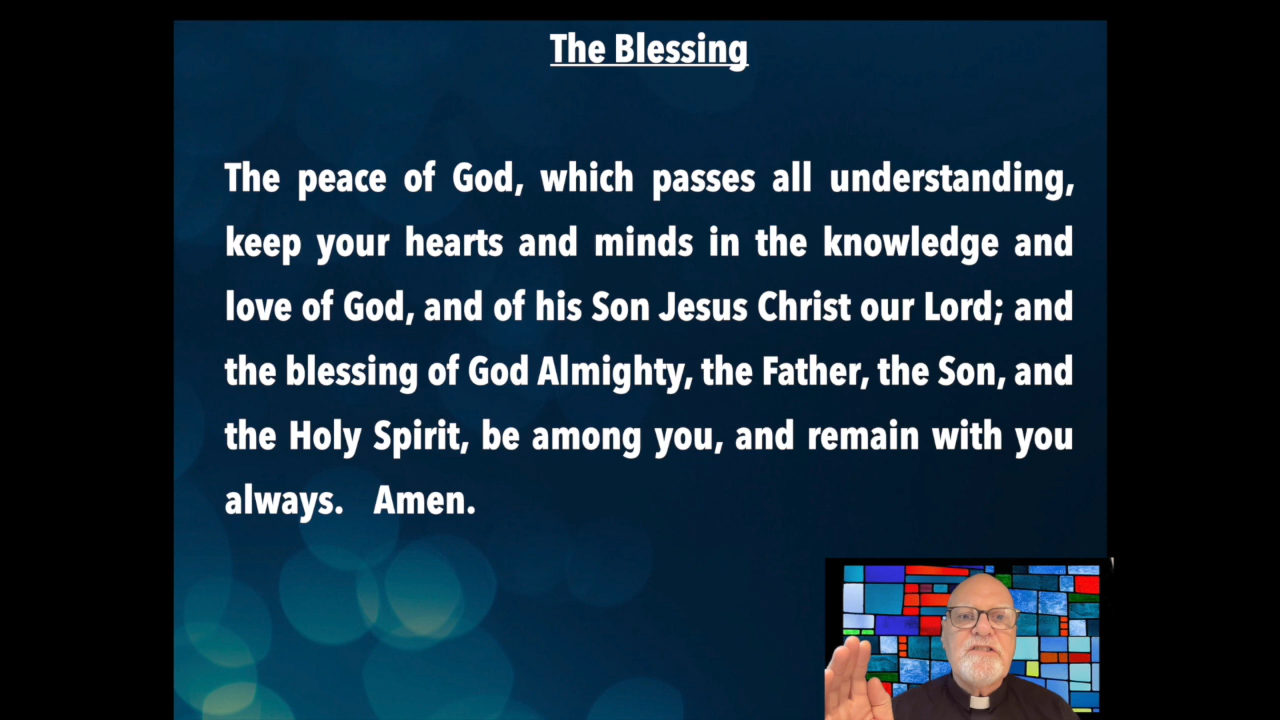 The Blessing
The peace of God, which passes all understanding,
keep your hearts and minds in the knowledge and
love of God, and of his Son Jesus Christ our Lord; and
the blessing of God Almighty, the Father, the Son, and
the Holy Spirit, be among you, and remain with you
always. Amen.